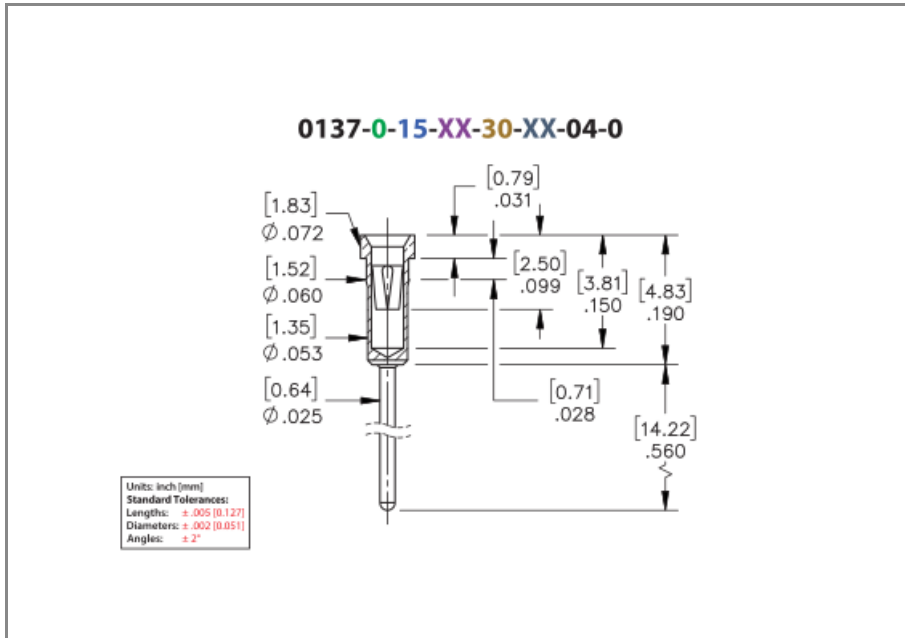 0137-0-15-XX-30-XX-04-0
[0.79]
.031
[1.83]
Ø.072
[2.50]
.099
[1.52]
Ø.060
[3.81]
.150
[4.83]
.190
[1.35]
Ø.053
[0.64]
Ø.025
[0.71]
.028
[14.22]
.560
Units: inch [mm]
Standard Tolerances:
Lengths: ± .005 [0.127]
Diameters: ± .002 [0.051]
Angles: ± 2°